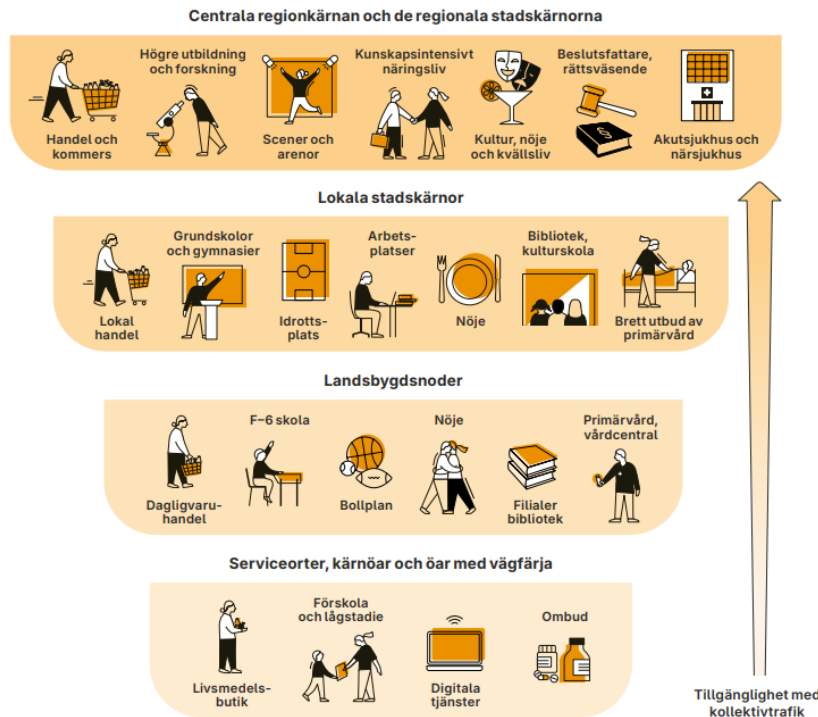 Centrala regionkärnan och de regionala stadskärnorna
Högre utbildning
och forskning
Kunskapsintensivt
näringsliv
Beslutsfattare,
rättsväsende
Handel och
kommers
Scener och
arenor
Kultur, nöje
och kvällsliv
§
Akutsjukhus och
närsjukhus
Lokala stadskärnor
Grundskolor
och gymnasier
Arbets-
platser
Bibliotek,
kulturskola
Lokal
handel
Idrotts-
plats
Nöje
Brett utbud av
primärvård
Landsbygdsnoder
F–6 skola
Nöje
Primärvård,
vårdcentral
Dagligvaru-
handel
Bollplan
Filialer
bibliotek
Serviceorter, kärnöar och öar med vägfärja
Förskola
och lågstadie
Ombud
Livsmedels-
butik
Digitala
tjänster
Tillgänglighet med
kollektivtrafik